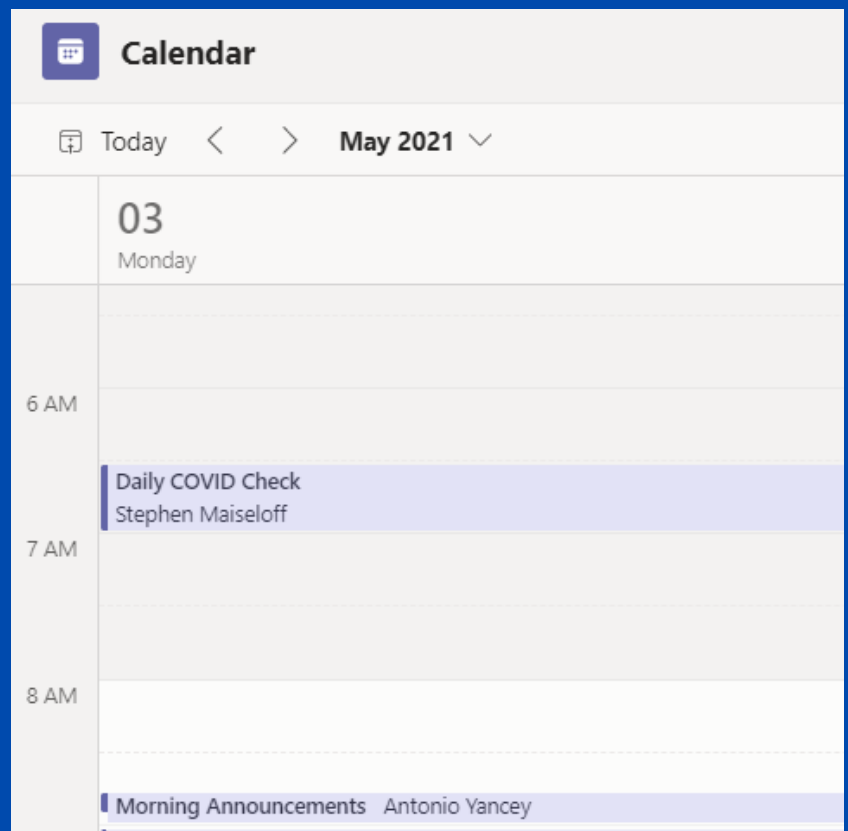 Calendar
Today May 2021
03
Monday
6 AM
Daily COVID Check
Stephen Maiseloff
7 AM
8 AM
Morning Announcements Antonio Yancey